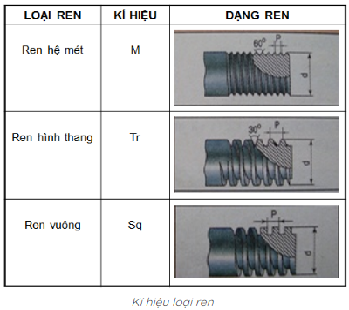 LOẠI REN KÍ HIỆU DẠNG REN
Ren hệ mét M
60° P
d
Ren hình thang Tr
30° P
d
Ren vuông Sq
P
d
Kí hiệu loại ren